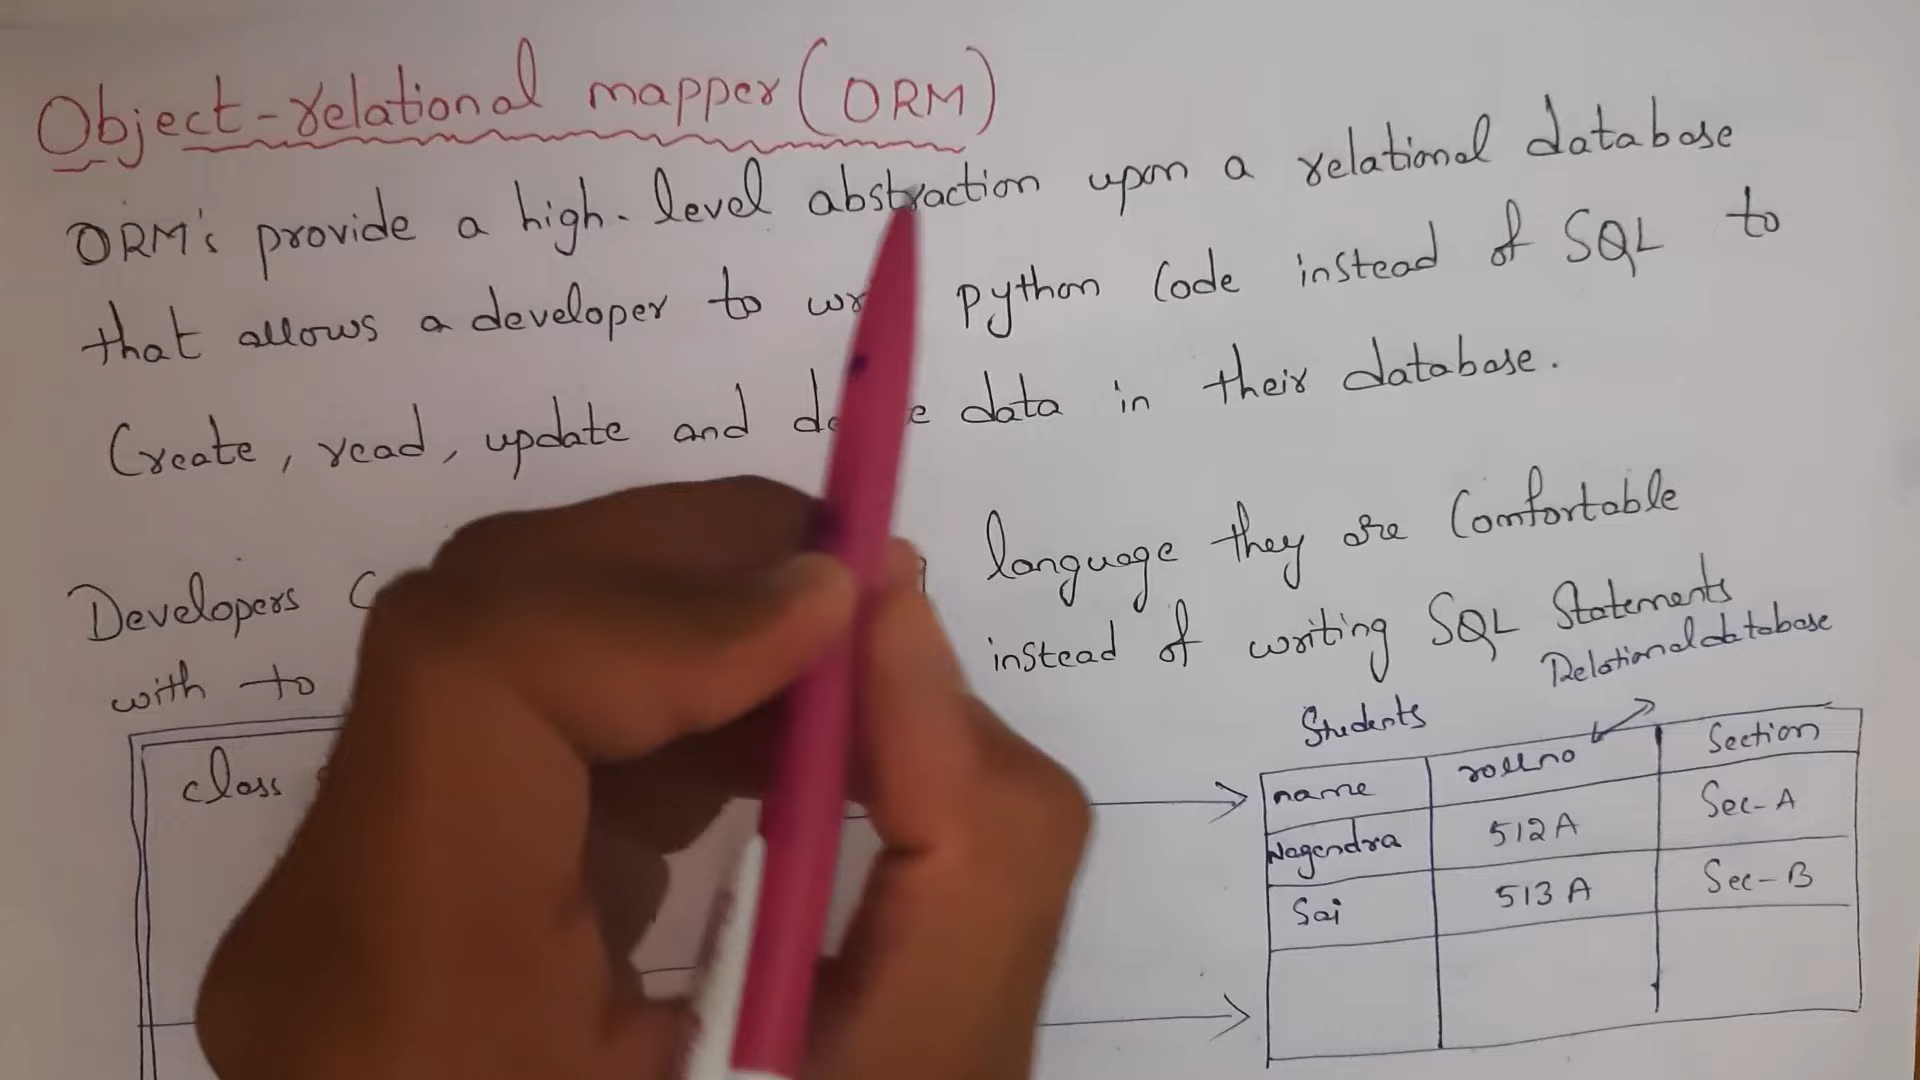 Object-relational mapper (ORM)
ORM's provide a high-level abstraction upon a relational database
that allows a developer to python Code instead of SQL to
Create, read, update and data in their database.
Developers language they are Comfortable
with to instead of writing SQL Statements
Relational database
Students
class
name rollno Section
Nagendra 512A Sec-A
Sai 513 A Sec-B